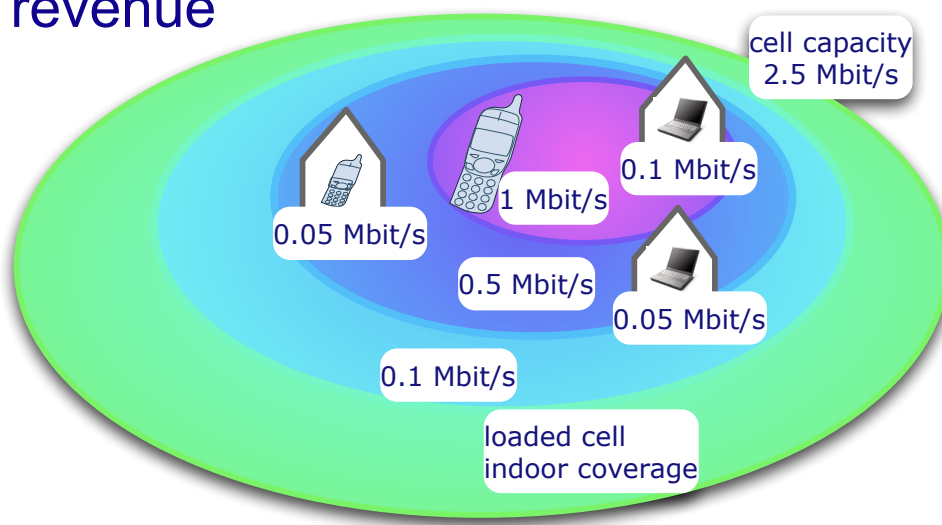 revenue
cell capacity
2.5 Mbit/s
0.1 Mbit/s
1 Mbit/s
0.05 Mbit/s
0.5 Mbit/s
0.05 Mbit/s
0.1 Mbit/s
loaded cell
indoor coverage